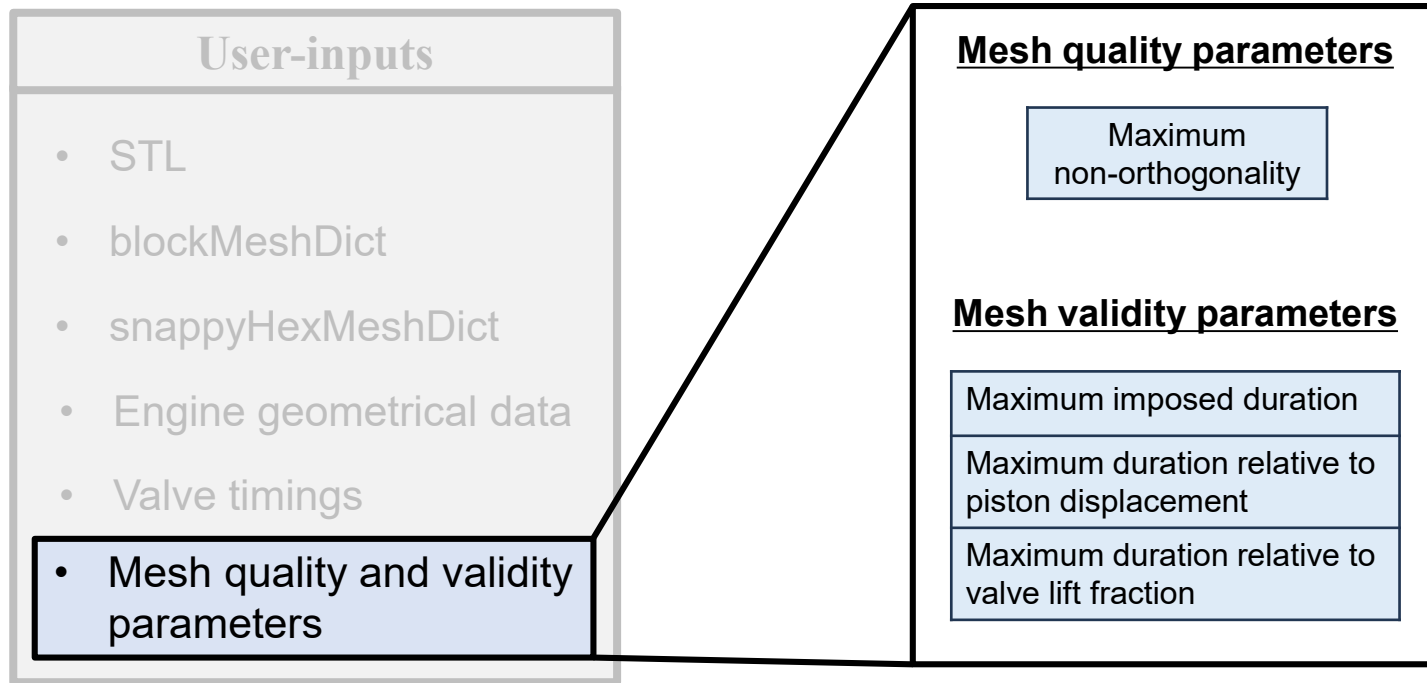 User-inputs
• STL
• blockMeshDict
• snappyHexMeshDict
• Engine geometrical data
• Valve timings
• Mesh quality and validity
parameters
Mesh quality parameters
Maximum
non-orthogonality
Mesh validity parameters
Maximum imposed duration
Maximum duration relative to
piston displacement
Maximum duration relative to
valve lift fraction